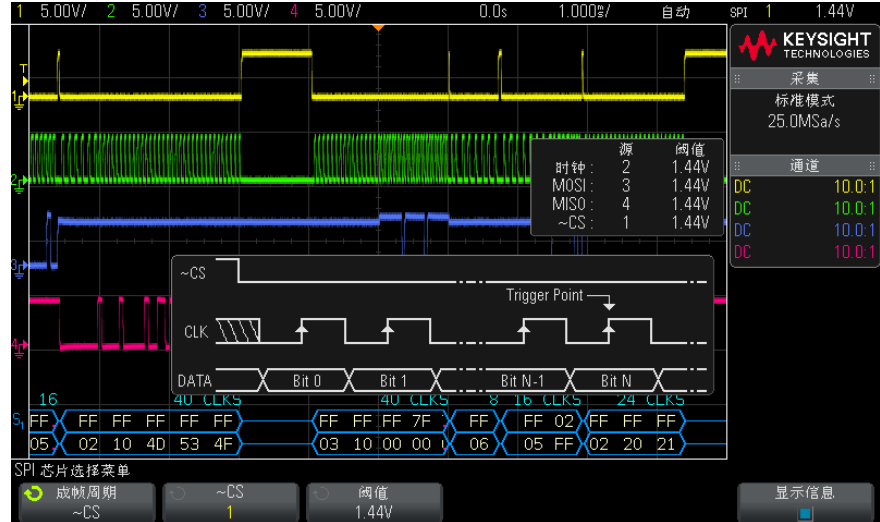 1 5.00V/ 2 5.00V/ 3 5.00V/ 4 5.00V/ 0.0s 1.000㎳/ 自动 SPI 1 1.44V
KEYSIGHT
TECHNOLOGIES
采集
标准模式
25.0MSa/s
通道
DC 10.0:1
DC 10.0:1
DC 10.0:1
DC 10.0:1
T
1
2
3
4
源 阈值
时钟: 2 1.44V
MOSI: 3 1.44V
MISO: 4 1.44V
~CS: 1 1.44V
~CS
Trigger Point
CLK
DATA Bit 0 Bit 1 Bit N-1 Bit N
16 40 CLKS 40 CLKS 8 16 CLKS 24 CLKS
S1 FF FF FF FF FF FF FF FF FF 7F FF FF 02 FF FF FF
05 02 10 4D 53 4F 03 10 00 00 06 05 FF 02 20 21
SPI 芯片选择菜单
成帧周期 ~CS 阈值 显示信息
~CS 1 1.44V